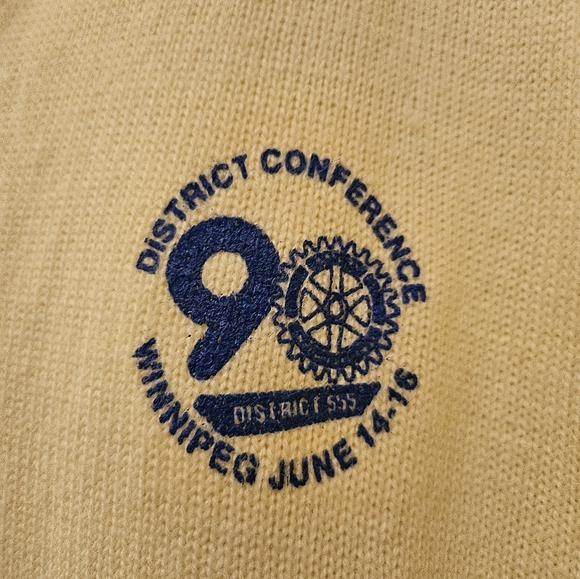 DISTRICT CONFERENCE
90
DISTRICT 555
WINNIPEG JUNE 14-16